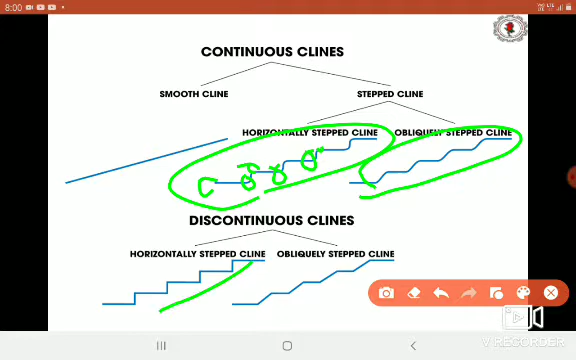 8:00
CONTINUOUS CLINES
SMOOTH CLINE
STEPPED CLINE
HORIZONTALLY STEPPED CLINE
OBLIQUELY STEPPED CLINE
DISCONTINUOUS CLINES
HORIZONTALLY STEPPED CLINE
OBLIQUELY STEPPED CLINE
V RECORDER